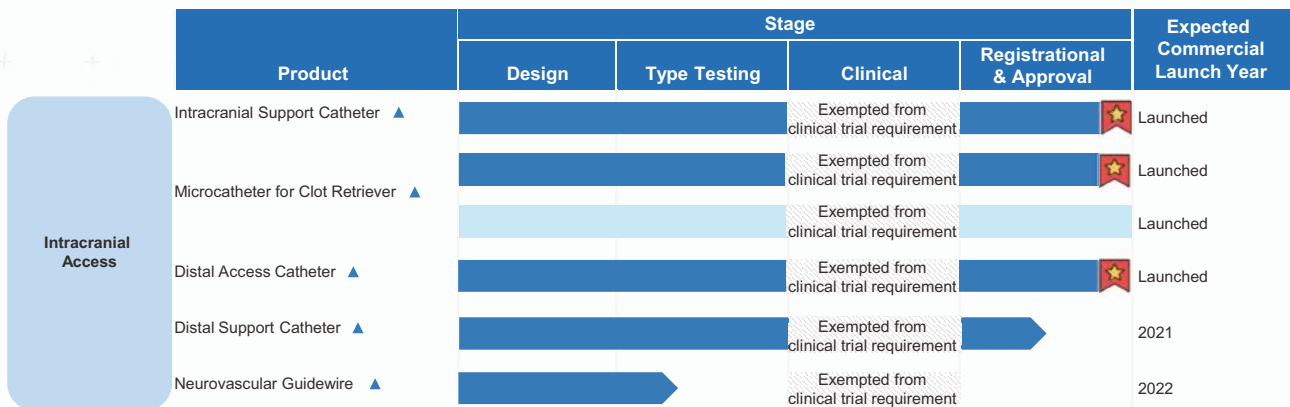 Product
Stage
Design
Type Testing
Clinical
Registrational
& Approval
Expected
Commercial
Launch Year
Intracranial
Access
Intracranial Support Catheter ▲
Exempted from
clinical trial requirement
Launched
Microcatheter for Clot Retriever ▲
Exempted from
clinical trial requirement
Launched
Exempted from
clinical trial requirement
Launched
Distal Access Catheter ▲
Exempted from
clinical trial requirement
Launched
Distal Support Catheter ▲
Exempted from
clinical trial requirement
2021
Neurovascular Guidewire ▲
Exempted from
clinical trial requirement
2022